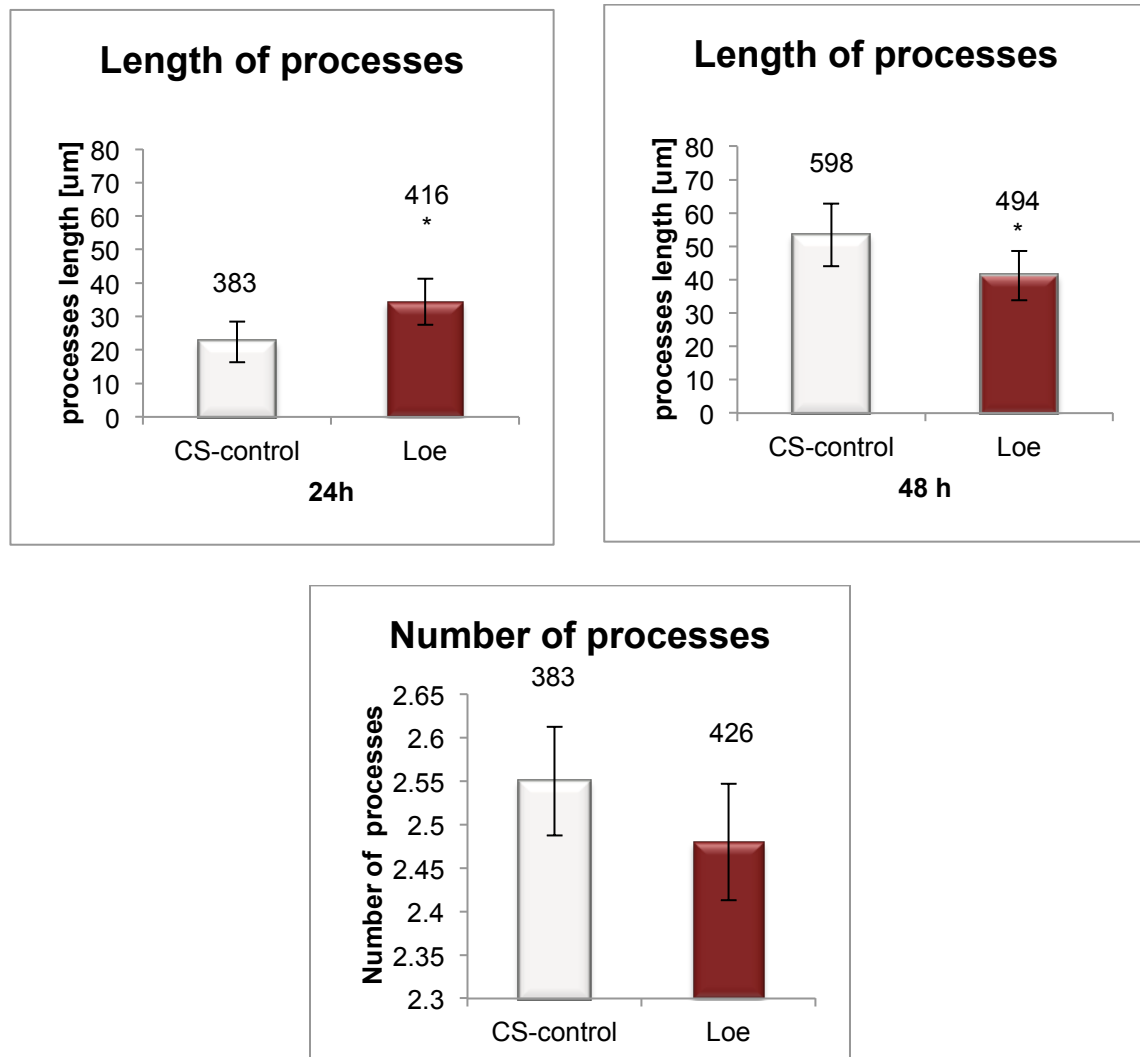 Length of processes
processes length [um]
80
70
60
50
40
30
20
10
0
383
416
*
CS-control
Loe
24h
Length of processes
processes length [um]
80
70
60
50
40
30
20
10
0
598
494
*
CS-control
Loe
48 h
Number of processes
Number of processes
2.65
2.6
2.55
2.5
2.45
2.4
2.35
2.3
383
426
CS-control
Loe